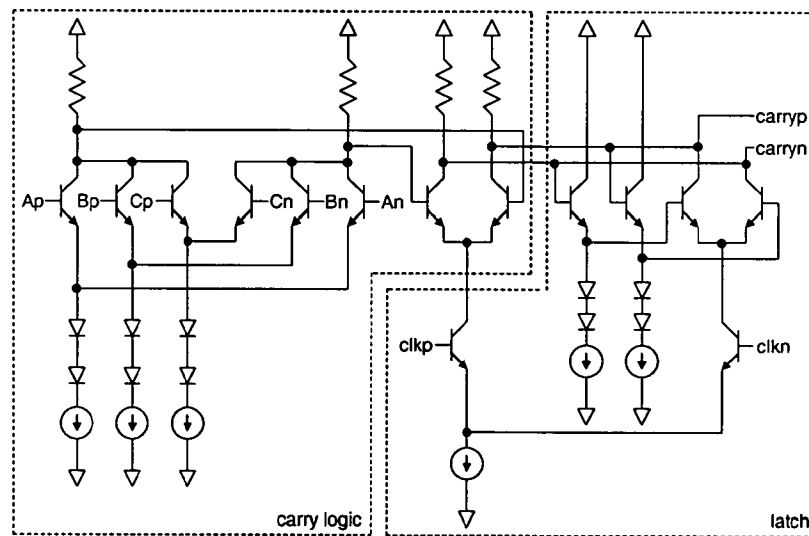 carryp
carryn
Ap
Bp
Cp
Cn
Bn
An
clkp
clkn
carry logic
latch